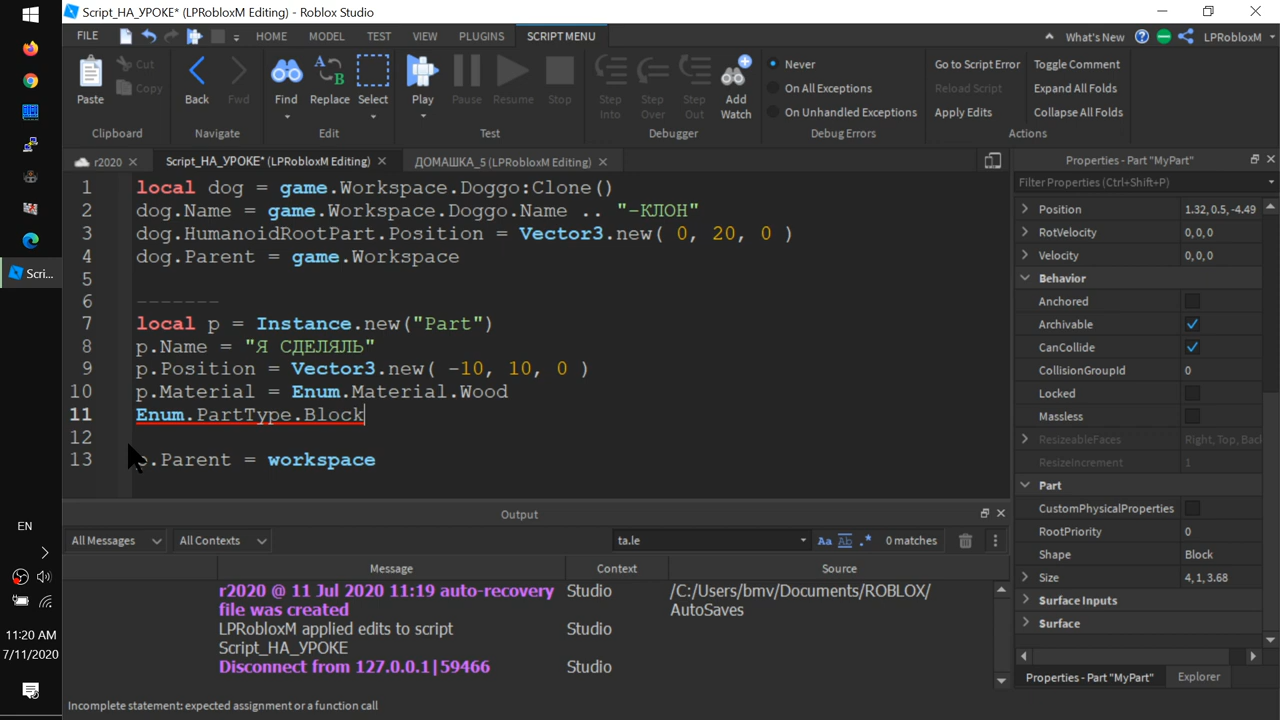 Script_НА_УРОКЕ* (LPRobloxM Editing) - Roblox Studio
FILE HOME MODEL TEST VIEW PLUGINS SCRIPT MENU What's New LPRobloxM
Paste Cut Copy Back Fwd Find Replace Select Play Pause Resume Stop Step Into Step Over Step Out Add Watch
Never
On All Exceptions
On Unhandled Exceptions
Go to Script Error Toggle Comment
Reload Script Expand All Folds
Apply Edits Collapse All Folds
Clipboard Navigate Edit Test Debugger Debug Errors Actions
r2020 Script_НА_УРОКЕ* (LPRobloxM Editing) ДОМАШКА_5 (LPRobloxM Editing)
1 local dog = game.Workspace.Doggo:Clone()
2 dog.Name = game.Workspace.Doggo.Name .. "-КЛОН"
3 dog.HumanoidRootPart.Position = Vector3.new( 0, 20, 0 )
4 dog.Parent = game.Workspace
5
6 -------
7 local p = Instance.new("Part")
8 p.Name = "Я СДЕЛЯЛЬ"
9 p.Position = Vector3.new( -10, 10, 0 )
10 p.Material = Enum.Material.Wood
11 Enum.PartType.Block
12
13 p.Parent = workspace
Properties - Part "MyPart"
Filter Properties (Ctrl+Shift+P)
Position 1.32, 0.5, -4.49
RotVelocity 0, 0, 0
Velocity 0, 0, 0
Behavior
Anchored
Archivable
CanCollide
CollisionGroupId 0
Locked
Massless
ResizeableFaces Right, Top, Bac
ResizeIncrement 1
Part
CustomPhysicalProperties
RootPriority 0
Shape Block
Size 4, 1, 3.68
Surface Inputs
Surface
Properties - Part "MyPart" Explorer
Output
All Messages All Contexts ta.le Aa Ab .* 0 matches
Message Context Source
r2020 @ 11 Jul 2020 11:19 auto-recovery Studio /C:/Users/bmv/Documents/ROBLOX/
file was created AutoSaves
LPRobloxM applied edits to script Studio
Script_НА_УРОКЕ
Disconnect from 127.0.0.1|59466 Studio
Incomplete statement: expected assignment or a function call
Scri...
EN
11:20 AM
7/11/2020